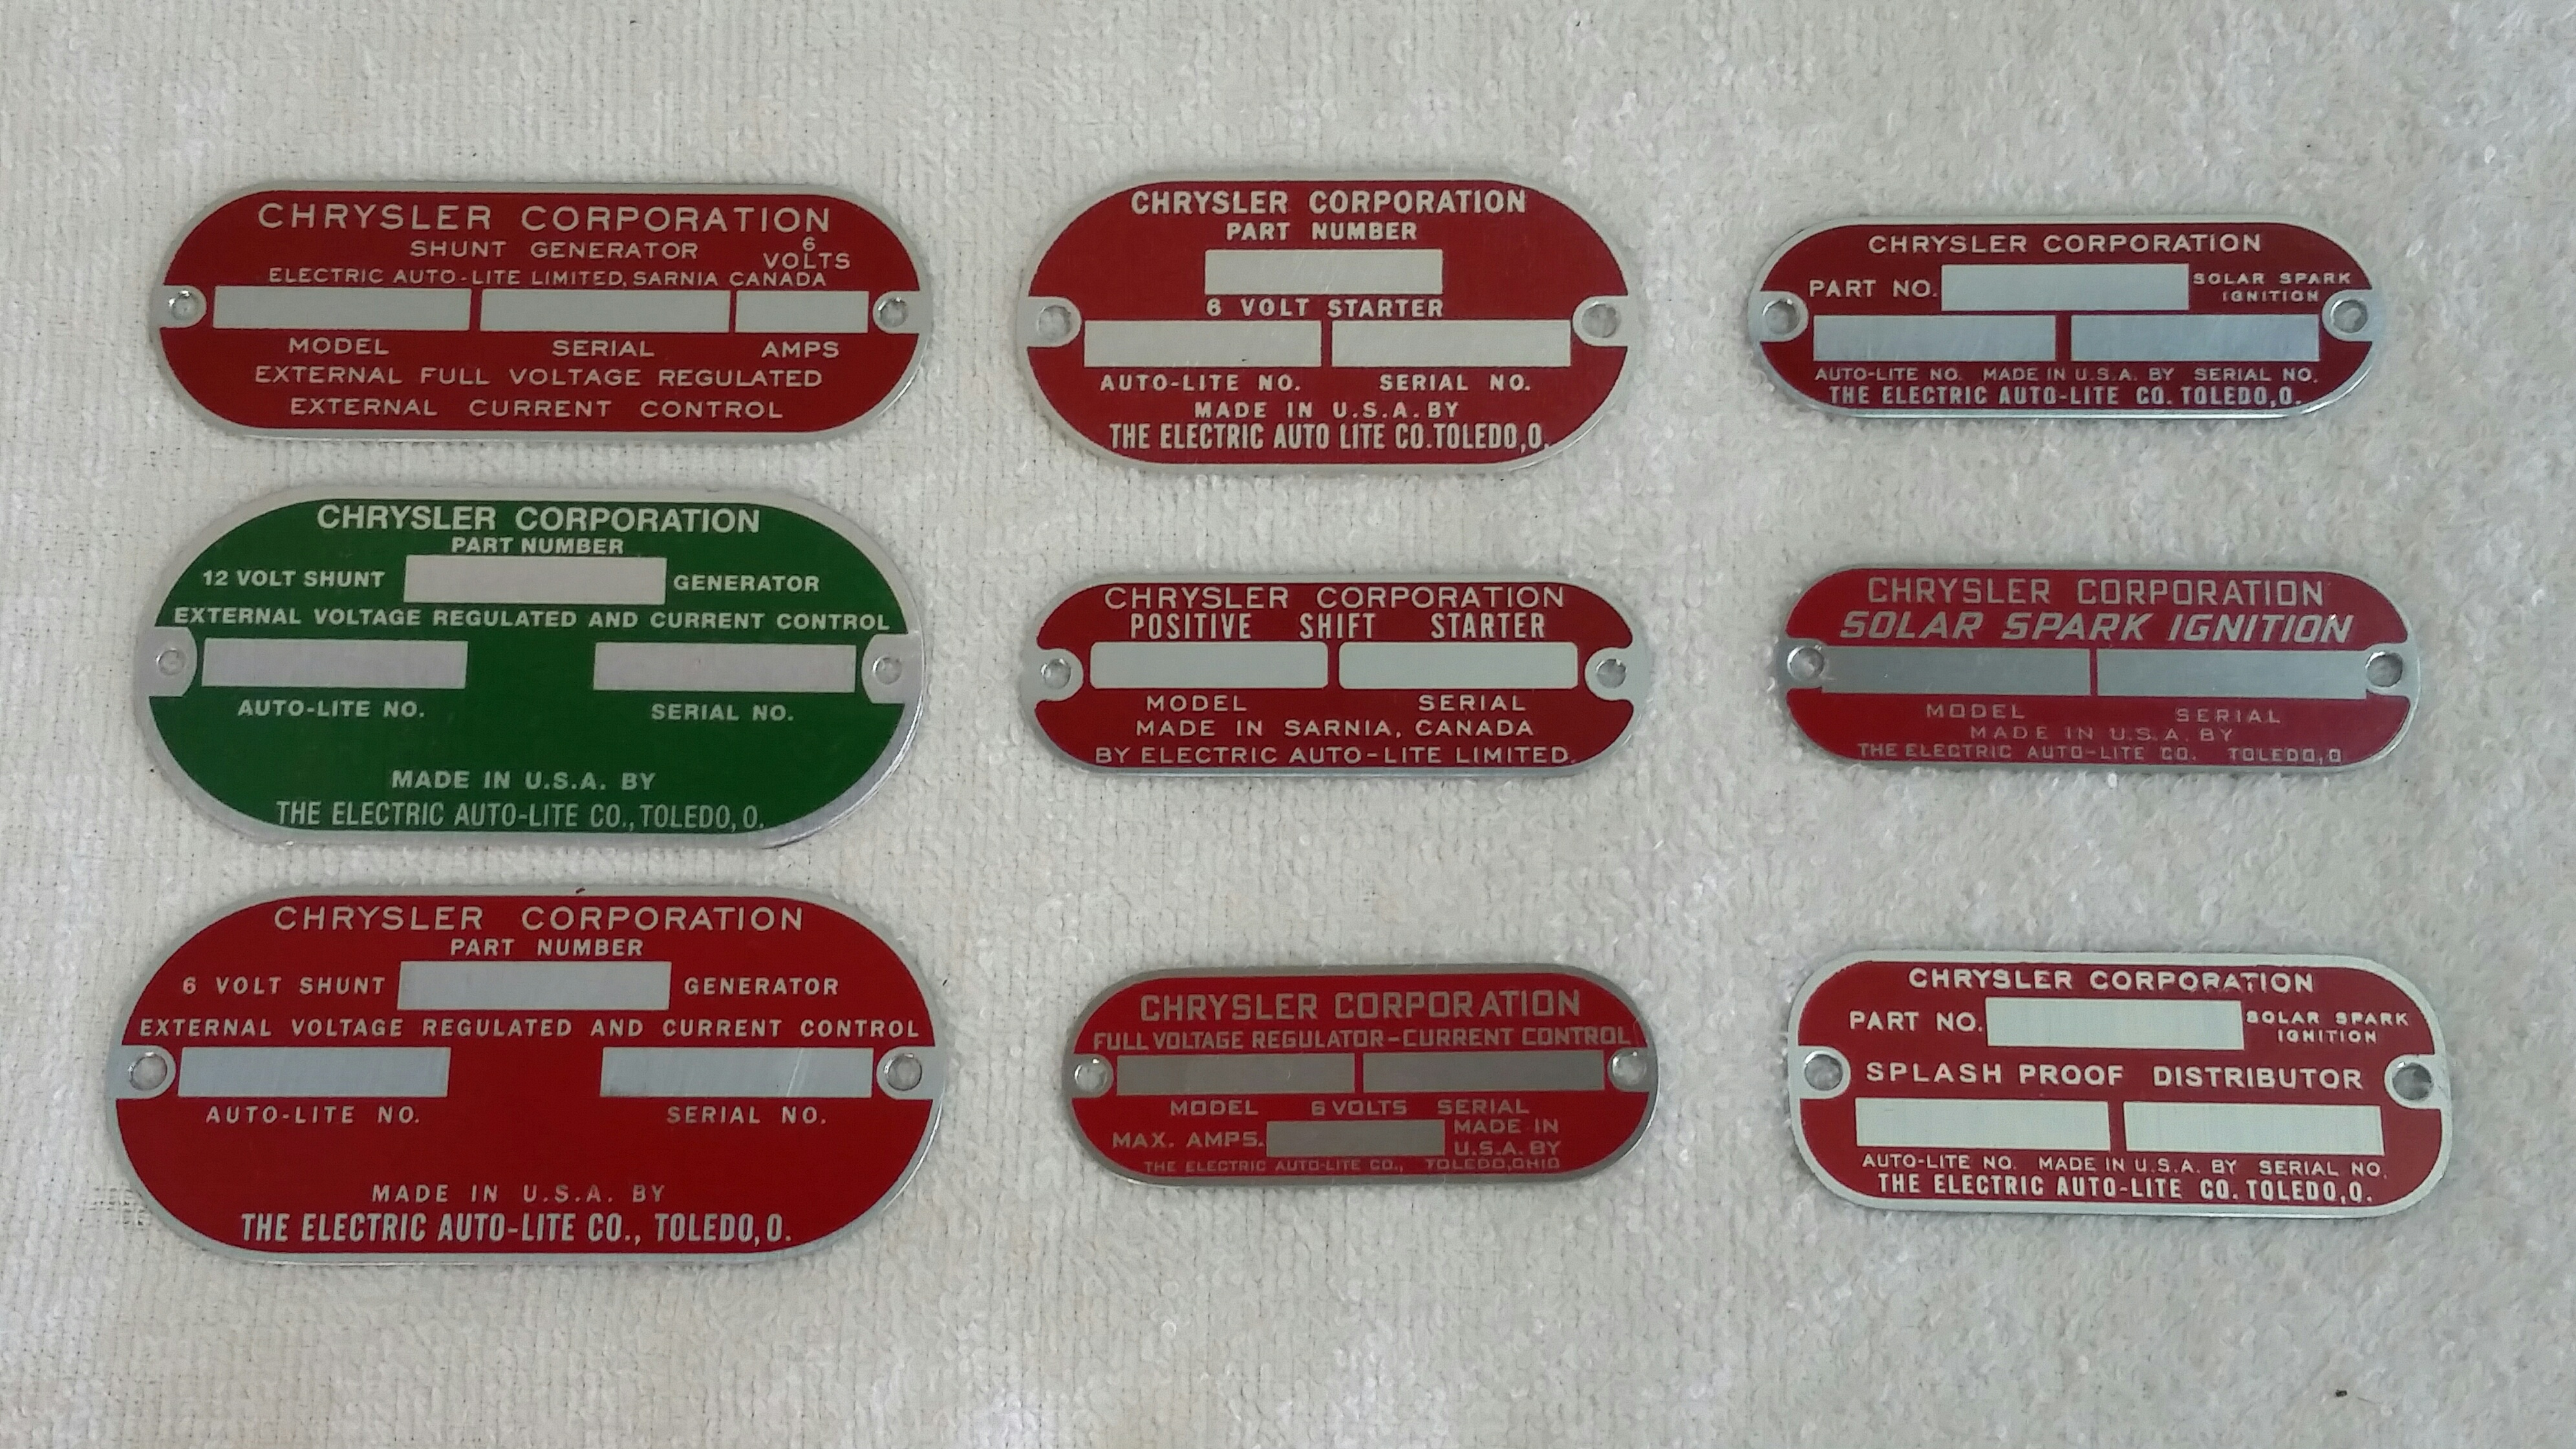 CHRYSLER CORPORATION
SHUNT GENERATOR
6
VOLTS
ELECTRIC AUTO-LITE LIMITED, SARNIA CANADA
MODEL SERIAL AMPS
EXTERNAL FULL VOLTAGE REGULATED
EXTERNAL CURRENT CONTROL
CHRYSLER CORPORATION
PART NUMBER
6 VOLT STARTER
AUTO-LITE NO. SERIAL NO.
MADE IN U.S.A. BY
THE ELECTRIC AUTO LITE CO. TOLEDO, O.
CHRYSLER CORPORATION
PART NO. SOLAR SPARK
IGNITION
AUTO-LITE NO. MADE IN U.S.A. BY SERIAL NO.
THE ELECTRIC AUTO-LITE CO. TOLEDO, O.
CHRYSLER CORPORATION
PART NUMBER
12 VOLT SHUNT GENERATOR
EXTERNAL VOLTAGE REGULATED AND CURRENT CONTROL
AUTO-LITE NO. SERIAL NO.
MADE IN U.S.A. BY
THE ELECTRIC AUTO-LITE CO., TOLEDO, O.
CHRYSLER CORPORATION
POSITIVE SHIFT STARTER
MODEL SERIAL
MADE IN SARNIA, CANADA
BY ELECTRIC AUTO-LITE LIMITED.
CHRYSLER CORPORATION
SOLAR SPARK IGNITION
MODEL SERIAL
MADE IN U.S.A. BY
THE ELECTRIC AUTO-LITE CO. TOLEDO, O
CHRYSLER CORPORATION
PART NUMBER
6 VOLT SHUNT GENERATOR
EXTERNAL VOLTAGE REGULATED AND CURRENT CONTROL
AUTO-LITE NO. SERIAL NO.
MADE IN U.S.A. BY
THE ELECTRIC AUTO-LITE CO., TOLEDO, O.
CHRYSLER CORPORATION
FULL VOLTAGE REGULATOR-CURRENT CONTROL
MODEL 6 VOLTS SERIAL
MAX. AMPS. MADE IN
U.S.A. BY
THE ELECTRIC AUTO-LITE CO., TOLEDO, OHIO
CHRYSLER CORPORATION
PART NO. SOLAR SPARK
IGNITION
SPLASH PROOF DISTRIBUTOR
AUTO-LITE NO. MADE IN U.S.A. BY SERIAL NO.
THE ELECTRIC AUTO-LITE CO. TOLEDO, O.